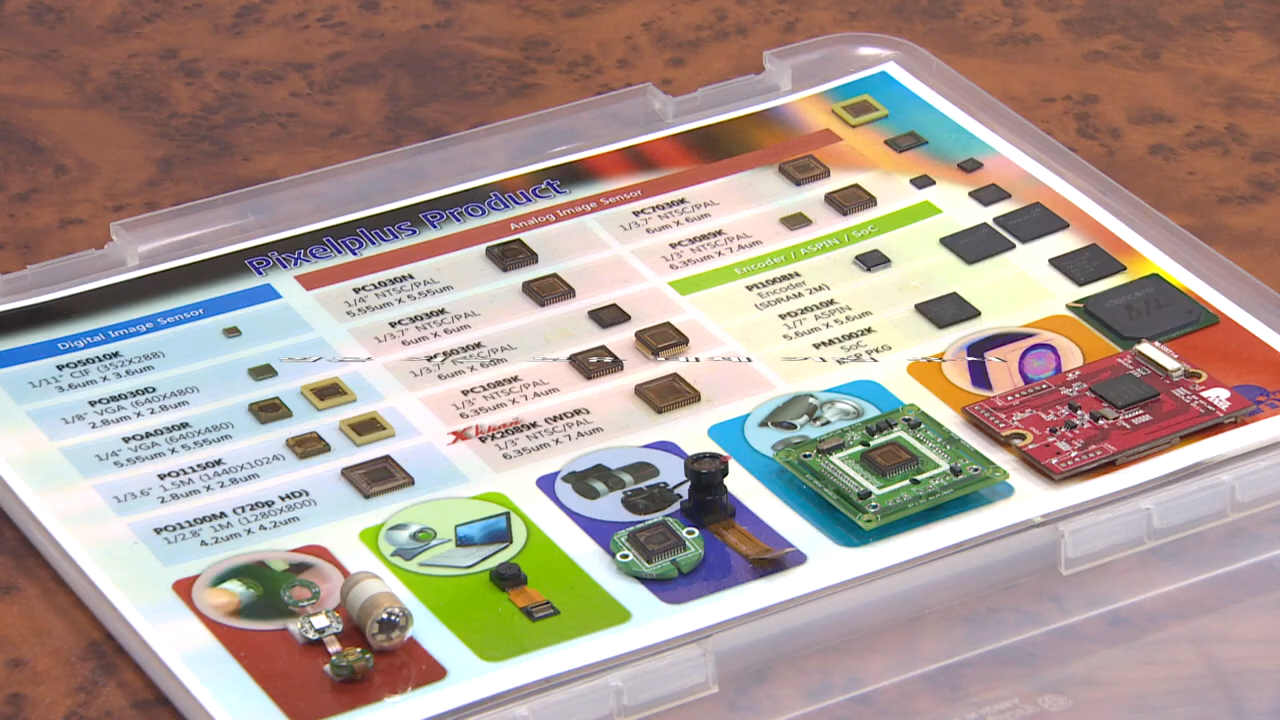 Pixelplus Product
Digital Image Sensor
PO5010K
1/11" CIF (352X288)
3.6um X 3.6um
PO8030D
1/8" VGA (640X480)
2.8um X 2.8um
POA030R
1/4" VGA (640X480)
5.55um X 5.55um
PO1150K
1/3.6" 1.5M (1440X1024)
2.8um X 2.8um
PO1100M (720p HD)
1/2.8" 1M (1280X800)
4.2um X 4.2um
Analog Image Sensor
PC1030N
1/4" NTSC/PAL
5.55um X 5.55um
PC3030K
1/3.7" NTSC/PAL
6um X 6um
1/3.7" NTSC/PAL
6um X 6um
PC1089K
1/3" NTSC/PAL
6.35um X 7.4um
PX2089K (WDR)
1/3" NTSC/PAL
6.35um X 7.4um
PC7030K
1/3.7" NTSC/PAL
6um X 6um
PC3089K
1/3" NTSC/PAL
6.35um X 7.4um
Encoder / ASPIN / SoC
PI1008N
Encoder
(SDRAM 2M)
PD2010K
1/7" ASPIN
5.6um X 5.6um
PM1002K
SoC
PKG